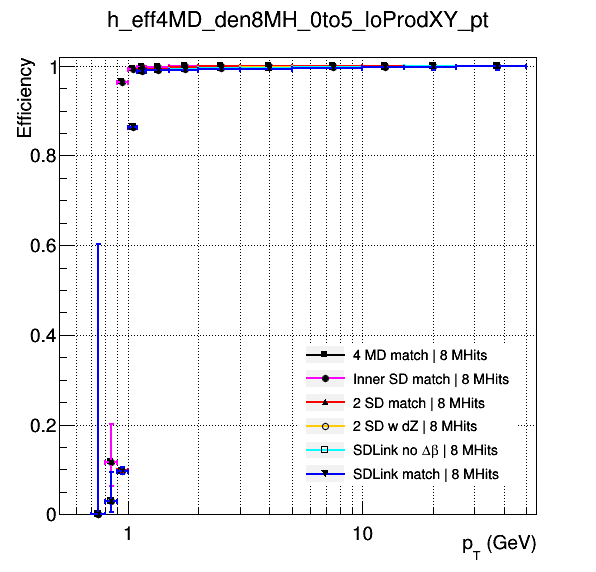 h_eff4MD_den8MH_0to5_loProdXY_pt
Efficiency
1
0.8
0.6
0.4
0.2
0
4 MD match | 8 MHits
Inner SD match | 8 MHits
2 SD match | 8 MHits
2 SD w dZ | 8 MHits
SDLink no Δβ | 8 MHits
SDLink match | 8 MHits
1
10
p_T (GeV)